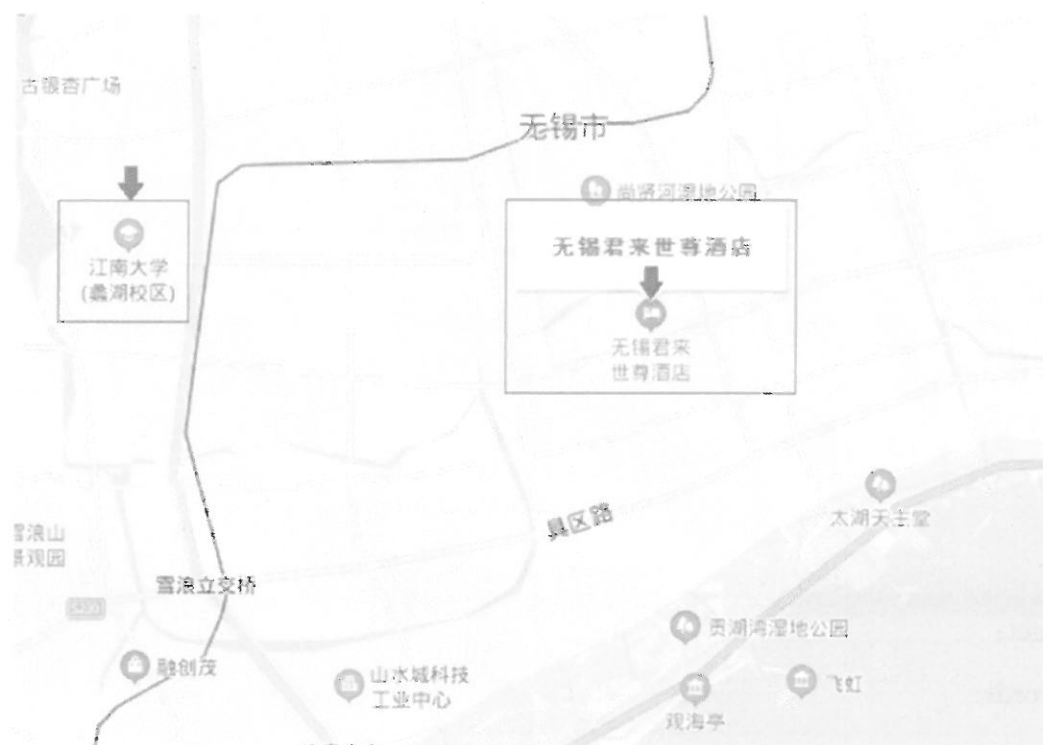 古银杏广场
无锡市
尚贤河湿地公园
无锡君来世尊酒店
江南大学
(蠡湖校区)
无锡君来
世尊酒店
太湖天主堂
具区路
雪浪山
景观园
雪浪立交桥
S230
贡湖湾湿地公园
融创茂
山水城科技
工业中心
飞虹
观海亭